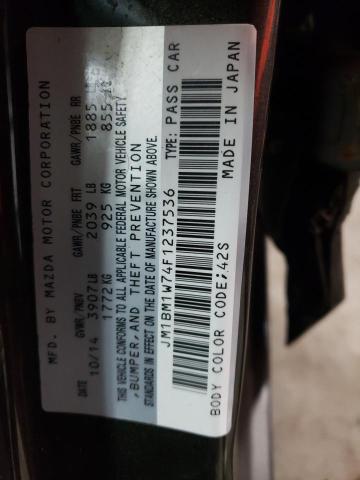 MFD. BY MAZDA MOTOR CORPORATION
DATE GVWR/PNBV GAWR/PNBE FRT GAWR/PNBE RR
10/14 3907LB 2039 LB 1885
1772KG 925 KG 855
THIS VEHICLE CONFORMS TO ALL APPLICABLE FEDERAL MOTOR VEHICLE SAFETY
,BUMPER,AND THEFT PREVENTION
STANDARDS IN EFFECT ON THE DATE OF MANUFACTURE SHOWN ABOVE.
JM1BM1W74F1237536 TYPE: PASS CAR
BODY COLOR CODE;42S MADE IN JAPAN